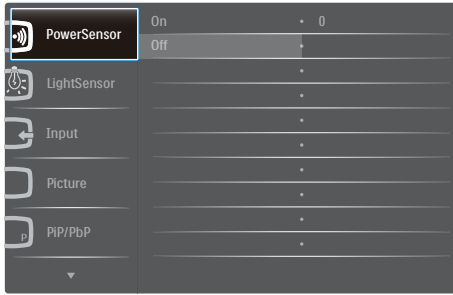 PowerSensor
On 0
Off
LightSensor
Input
Picture
P
PiP/PbP